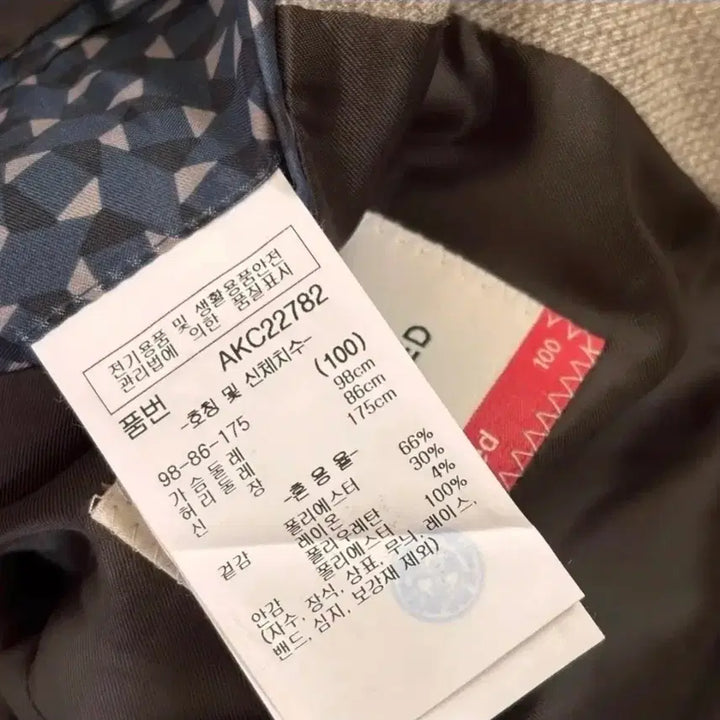 전기용품 및 생활용품안전
관리법에 의한 품질표시
품번 AKC22782
-호칭 및 신체치수-
98-86-175 (100)
가슴둘레 98cm
허리둘레 86cm
신 장 175cm
-혼용율-
겉감 폴리에스터 66%
레이온 30%
폴리우레탄 4%
안감 폴리에스터 100%
(자수, 장식, 상표, 무늬, 레이스,
밴드, 심지, 보강재 제외)
ED
100
ed